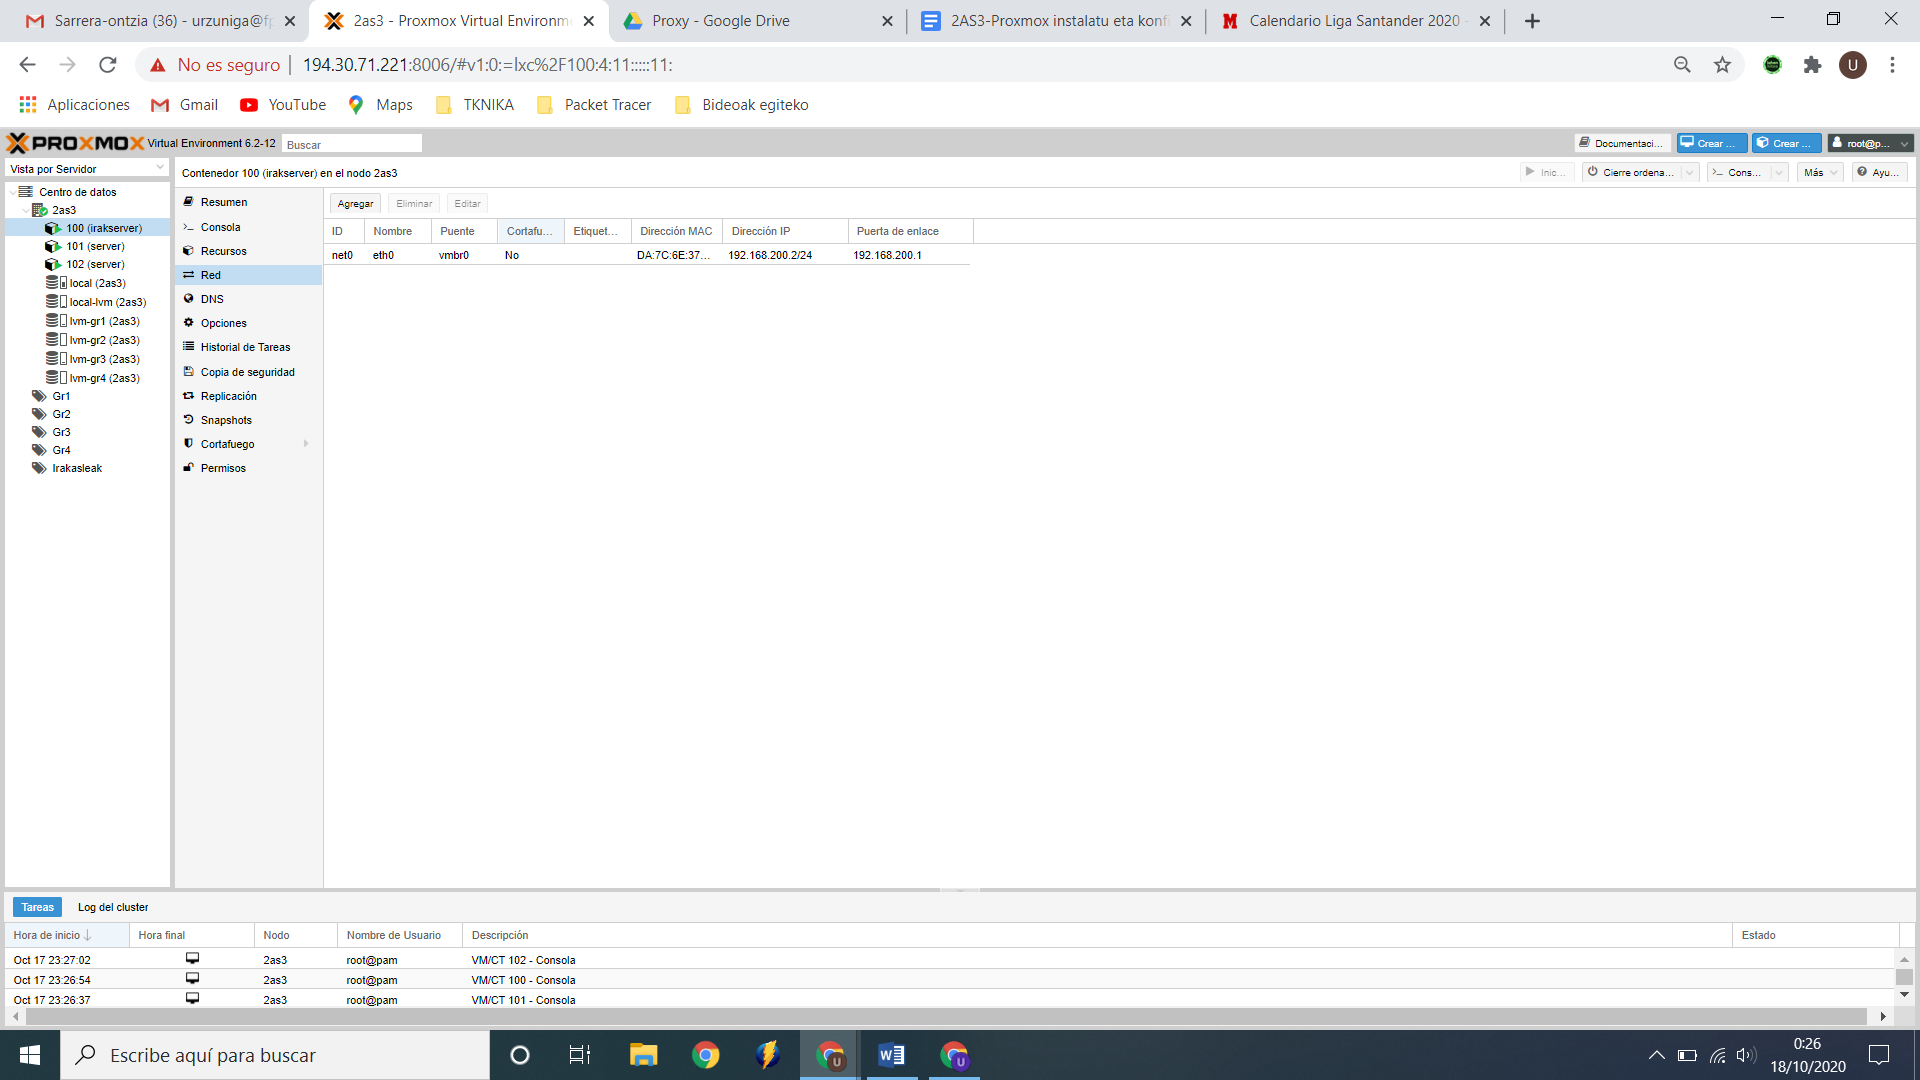 Sarrera-ontzia (36) - urzuniga@fp
2as3 - Proxmox Virtual Environme
Proxy - Google Drive
2AS3-Proxmox instalatu eta konfi
Calendario Liga Santander 2020 -
No es seguro
194.30.71.221:8006/#v1:0:=lxc%2F100:4:11:::::11:
U
Aplicaciones
Gmail
YouTube
Maps
TKNIKA
Packet Tracer
Bideoak egiteko
PROXMOX
Virtual Environment 6.2-12
Buscar
Documentaci...
Crear ...
Crear ...
root@p...
Vista por Servidor
Contenedor 100 (irakserver) en el nodo 2as3
Inic...
Cierre ordena...
Cons...
Más
Ayu...
Centro de datos
2as3
100 (irakserver)
101 (server)
102 (server)
local (2as3)
local-lvm (2as3)
lvm-gr1 (2as3)
lvm-gr2 (2as3)
lvm-gr3 (2as3)
lvm-gr4 (2as3)
Gr1
Gr2
Gr3
Gr4
Irakasleak
Resumen
Consola
Recursos
Red
DNS
Opciones
Historial de Tareas
Copia de seguridad
Replicación
Snapshots
Cortafuego
Permisos
Agregar
Eliminar
Editar
ID Nombre Puente Cortafu... Etiquet... Dirección MAC Dirección IP Puerta de enlace
net0 eth0 vmbr0 No DA:7C:6E:37... 192.168.200.2/24 192.168.200.1
Tareas
Log del cluster
Hora de inicio Hora final Nodo Nombre de Usuario Descripción Estado
Oct 17 23:27:02 2as3 root@pam VM/CT 102 - Consola
Oct 17 23:26:54 2as3 root@pam VM/CT 100 - Consola
Oct 17 23:26:37 2as3 root@pam VM/CT 101 - Consola
Escribe aquí para buscar
U
0:26
18/10/2020